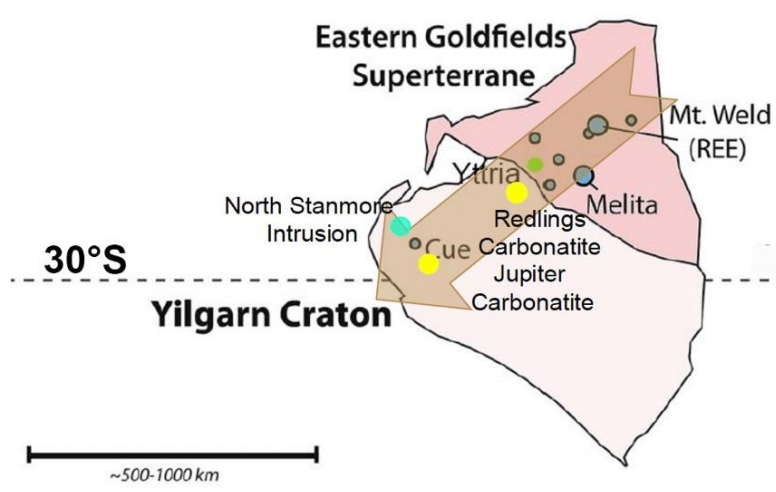 Eastern Goldfields
Superterrane
Mt. Weld
(REE)
Yttria
Melita
North Stanmore
Intrusion
Redlings
Carbonatite
Cue
Jupiter
Carbonatite
30°S
Yilgarn Craton
~500-1000 km